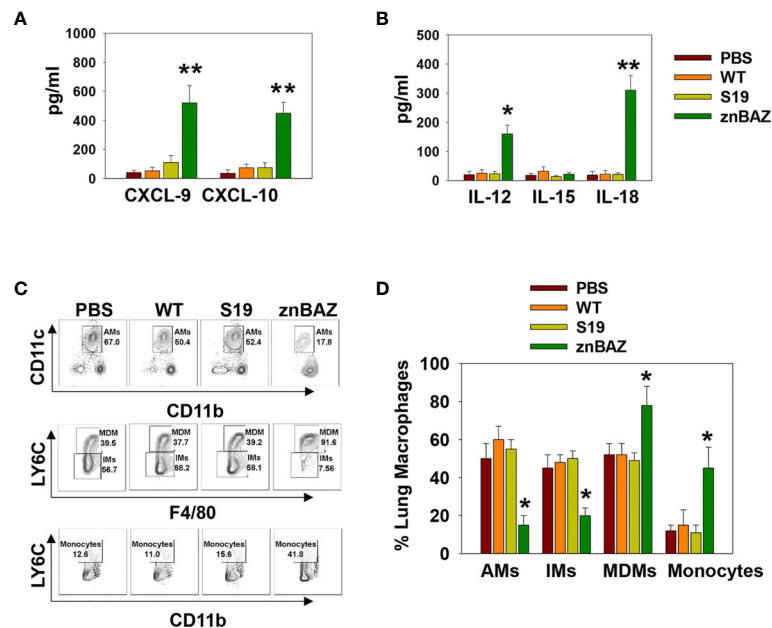 A
pg/ml
1000
800
600
400
200
0
**
**
CXCL-9 CXCL-10
B
pg/ml
500
400
300
200
100
0
*
**
IL-12 IL-15 IL-18
PBS
WT
S19
znBAZ
C
PBS WT S19 znBAZ
CD11c
AMs 67.0
AMs 50.4
AMs 52.4
AMs 17.8
CD11b
LY6C
MDM 39.5
IMs 56.7
MDM 37.7
IMs 58.2
MDM 39.2
IMs 58.1
MDM 91.6
IMs 7.56
F4/80
LY6C
Monocytes 12.6
Monocytes 11.0
Monocytes 15.6
Monocytes 41.8
CD11b
D
PBS
WT
S19
znBAZ
% Lung Macrophages
100
80
60
40
20
0
*
*
*
*
AMs IMs MDMs Monocytes